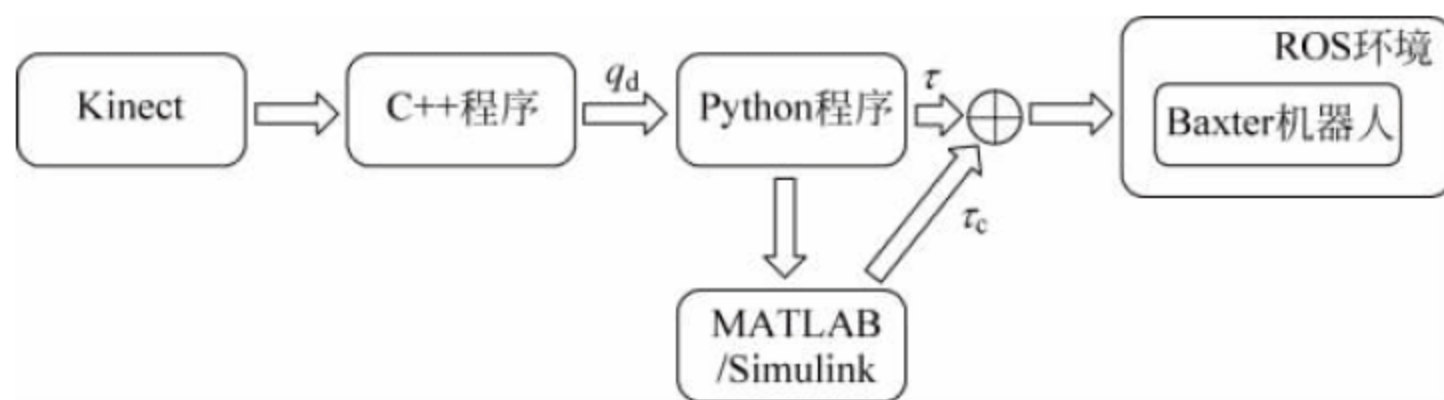 Kinect
C++程序
q_d
Python程序
τ
ROS环境
Baxter机器人
τ_c
MATLAB
/Simulink